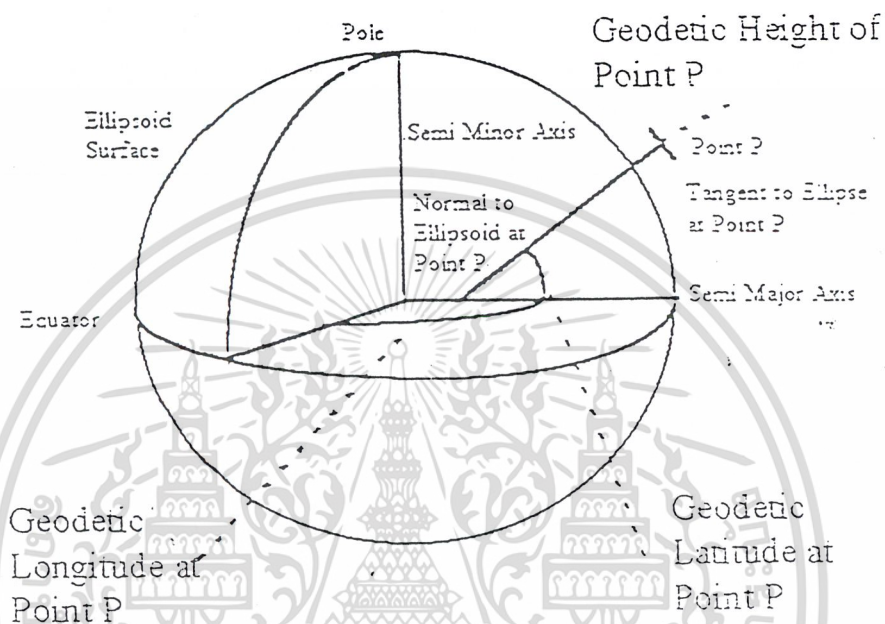 Pole
Geodetic Height of
Point P
Ellipsoid
Surface
Semi Minor Axis
Point P
Tangent to Ellipse
at Point P
Normal to
Ellipsoid at
Point P
Semi Major Axis
Equator
Geodetic
Longitude at
Point P
Geodetic
Latitude at
Point P